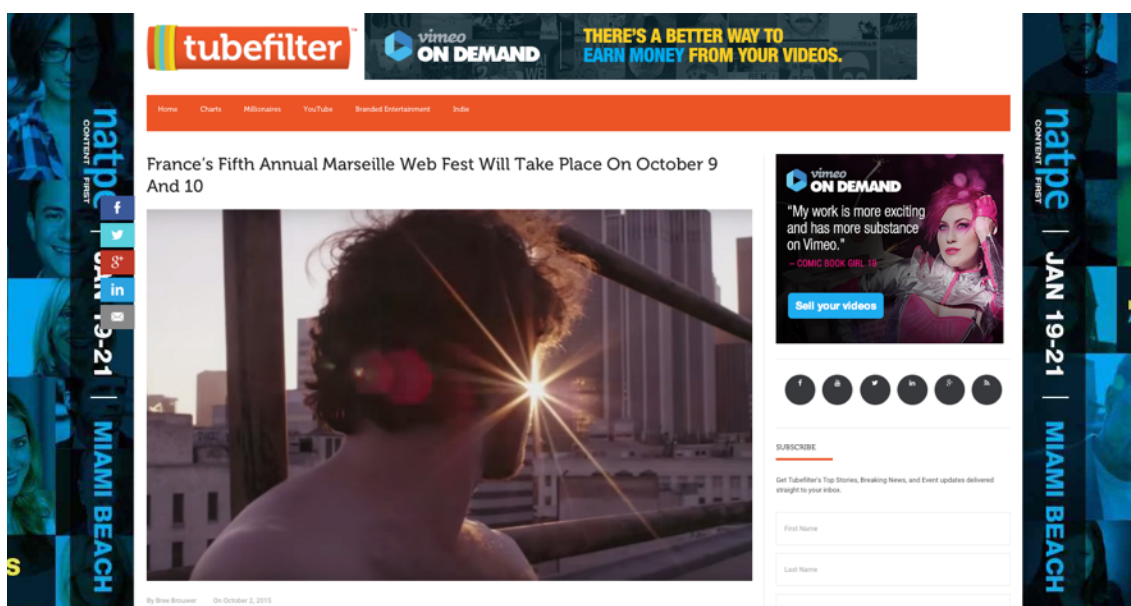 tubefilter
vimeo
ON DEMAND
THERE'S A BETTER WAY TO
EARN MONEY FROM YOUR VIDEOS.
Home
Charts
Millionaires
YouTube
Branded Entertainment
Indie
natpe
CONTENT FIRST
JAN 19-21
MIAMI BEACH
France's Fifth Annual Marseille Web Fest Will Take Place On October 9
And 10
By Bree Brouwer
On October 2, 2015
vimeo
ON DEMAND
"My work is more exciting
and has more substance
on Vimeo."
– COMIC BOOK GIRL 19
Sell your videos
SUBSCRIBE
Get Tubefilter's Top Stories, Breaking News, and Event updates delivered
straight to your inbox.
First Name
Last Name
natpe
CONTENT FIRST
JAN 19-21
MIAMI BEACH